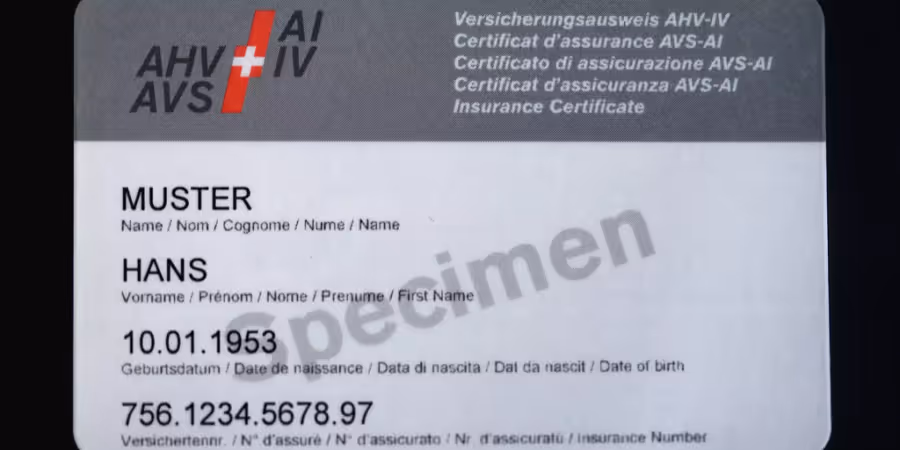 AHV AI
AVS IV
Versicherungsausweis AHV-IV
Certificat d'assurance AVS-AI
Certificato di assicurazione AVS-AI
Certificat d'assicuranza AVS-AI
Insurance Certificate
MUSTER
Name / Nom / Cognome / Nume / Name
HANS
Vorname / Prénom / Nome / Prenume / First Name
10.01.1953
Geburtsdatum / Date de naissance / Data di nascita / Dat da nascit / Date of birth
756.1234.5678.97
Versichertennr. / N° d'assuré / N° d'assicurato / Nr. d'assicuratu / Insurance Number
Specimen